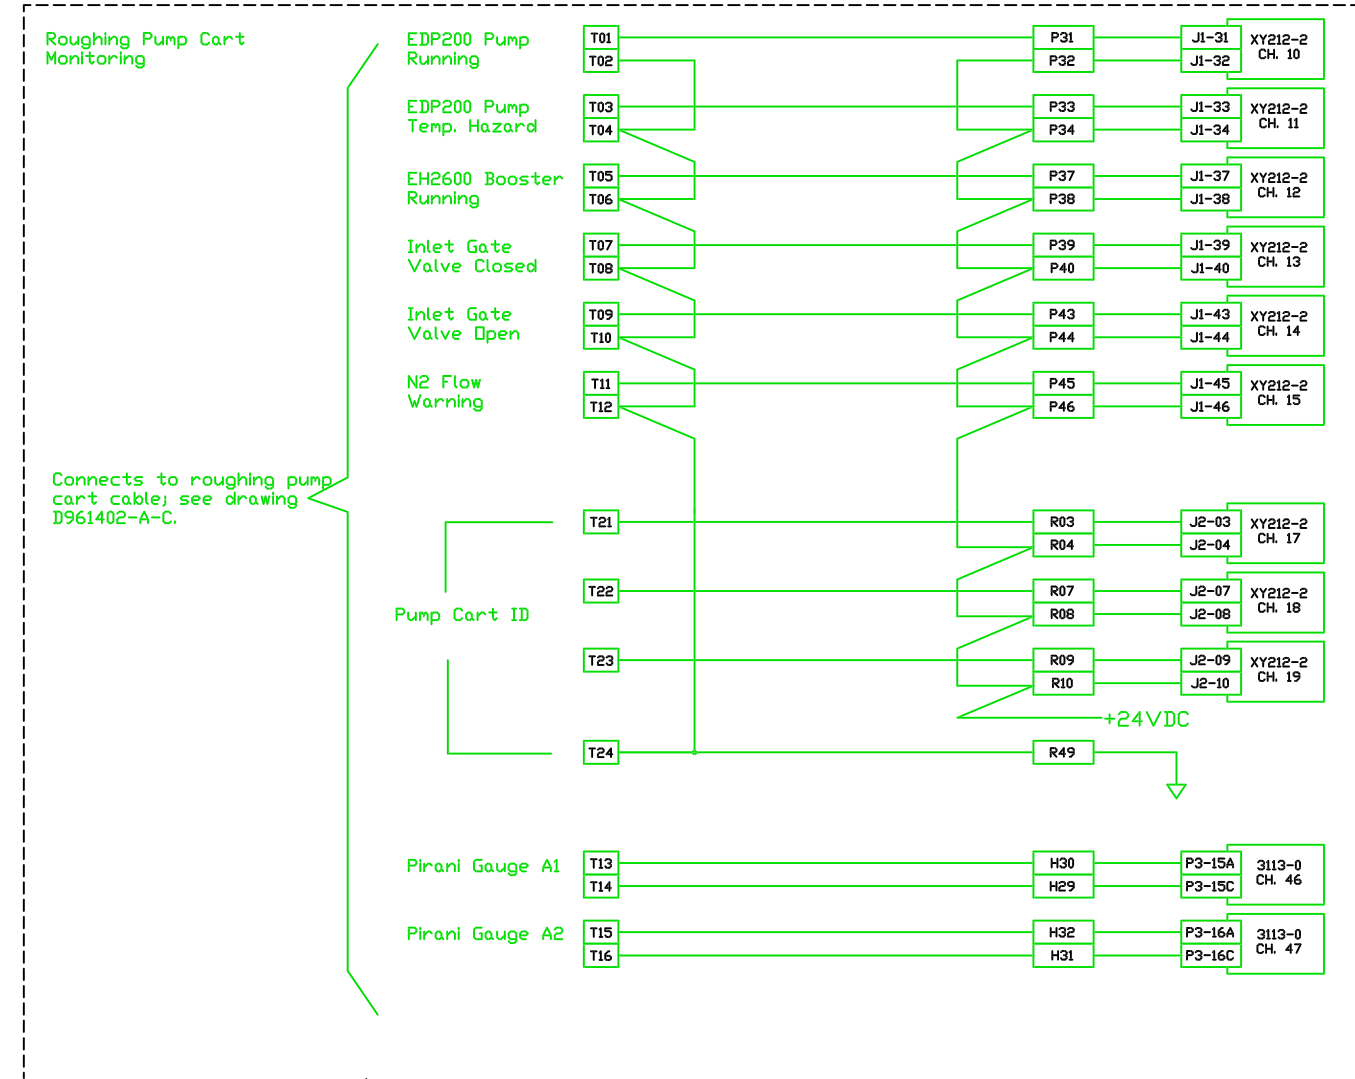 Roughing Pump Cart
Monitoring
EDP200 Pump
Running
T01
T02
P31
P32
J1-31
J1-32
XY212-2
CH. 10
EDP200 Pump
Temp. Hazard
T03
T04
P33
P34
J1-33
J1-34
XY212-2
CH. 11
EH2600 Booster
Running
T05
T06
P37
P38
J1-37
J1-38
XY212-2
CH. 12
Inlet Gate
Valve Closed
T07
T08
P39
P40
J1-39
J1-40
XY212-2
CH. 13
Inlet Gate
Valve Open
T09
T10
P43
P44
J1-43
J1-44
XY212-2
CH. 14
N2 Flow
Warning
T11
T12
P45
P46
J1-45
J1-46
XY212-2
CH. 15
Connects to roughing pump
cart cable; see drawing
D961402-A-C.
Pump Cart ID
T21
R03
R04
J2-03
J2-04
XY212-2
CH. 17
T22
R07
R08
J2-07
J2-08
XY212-2
CH. 18
T23
R09
R10
J2-09
J2-10
XY212-2
CH. 19
+24VDC
T24
R49
Pirani Gauge A1
T13
T14
H30
H29
P3-15A
P3-15C
3113-0
CH. 46
Pirani Gauge A2
T15
T16
H32
H31
P3-16A
P3-16C
3113-0
CH. 47